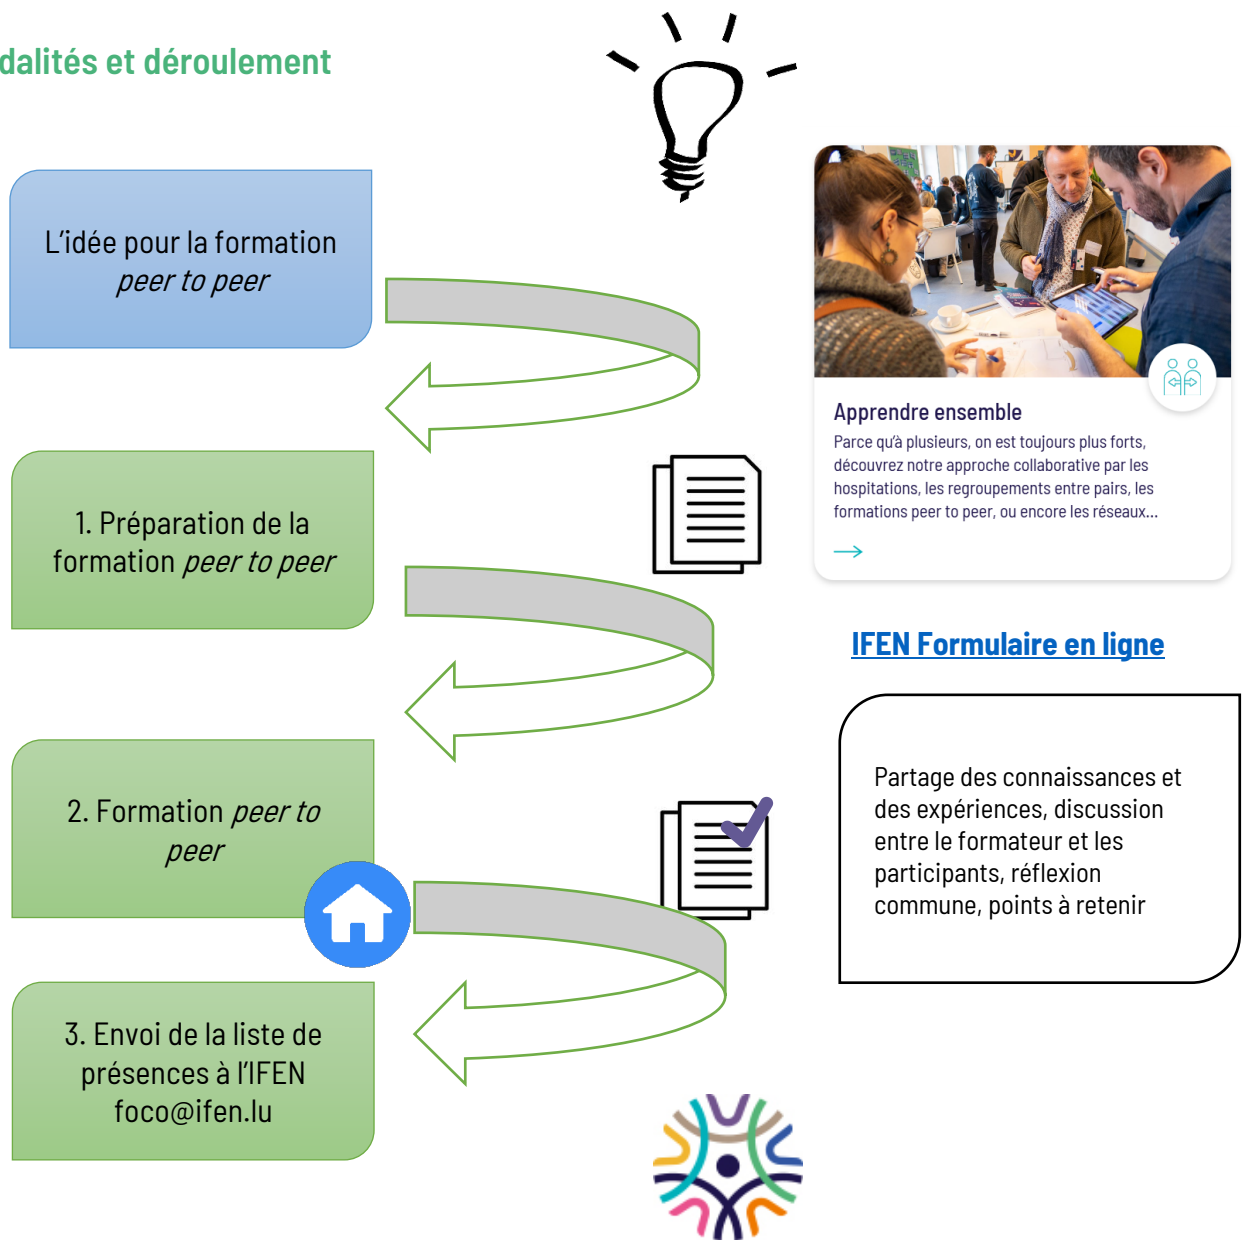 dalités et déroulement
L'idée pour la formation
peer to peer
1. Préparation de la
formation peer to peer
2. Formation peer to
peer
3. Envoi de la liste de
présences à l'IFEN
foco@ifen.lu
Apprendre ensemble
Parce qu'à plusieurs, on est toujours plus forts,
découvrez notre approche collaborative par les
hospitations, les regroupements entre pairs, les
formations peer to peer, ou encore les réseaux...
IFEN Formulaire en ligne
Partage des connaissances et
des expériences, discussion
entre le formateur et les
participants, réflexion
commune, points à retenir